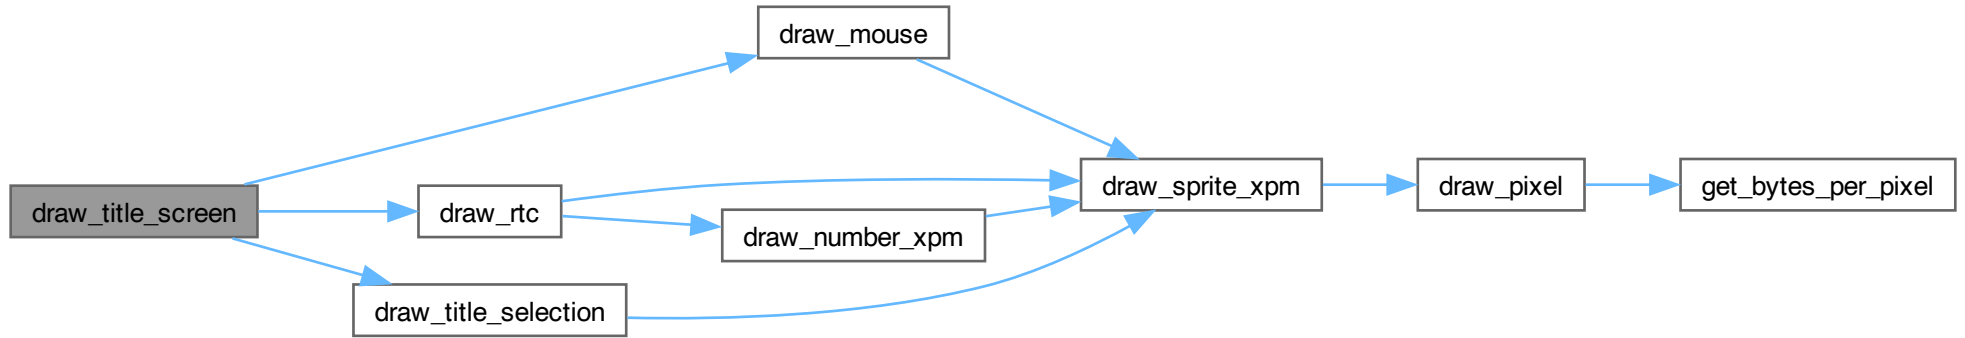 draw_mouse
draw_title_screen
draw_rtc
draw_number_xpm
draw_title_selection
draw_sprite_xpm
draw_pixel
get_bytes_per_pixel